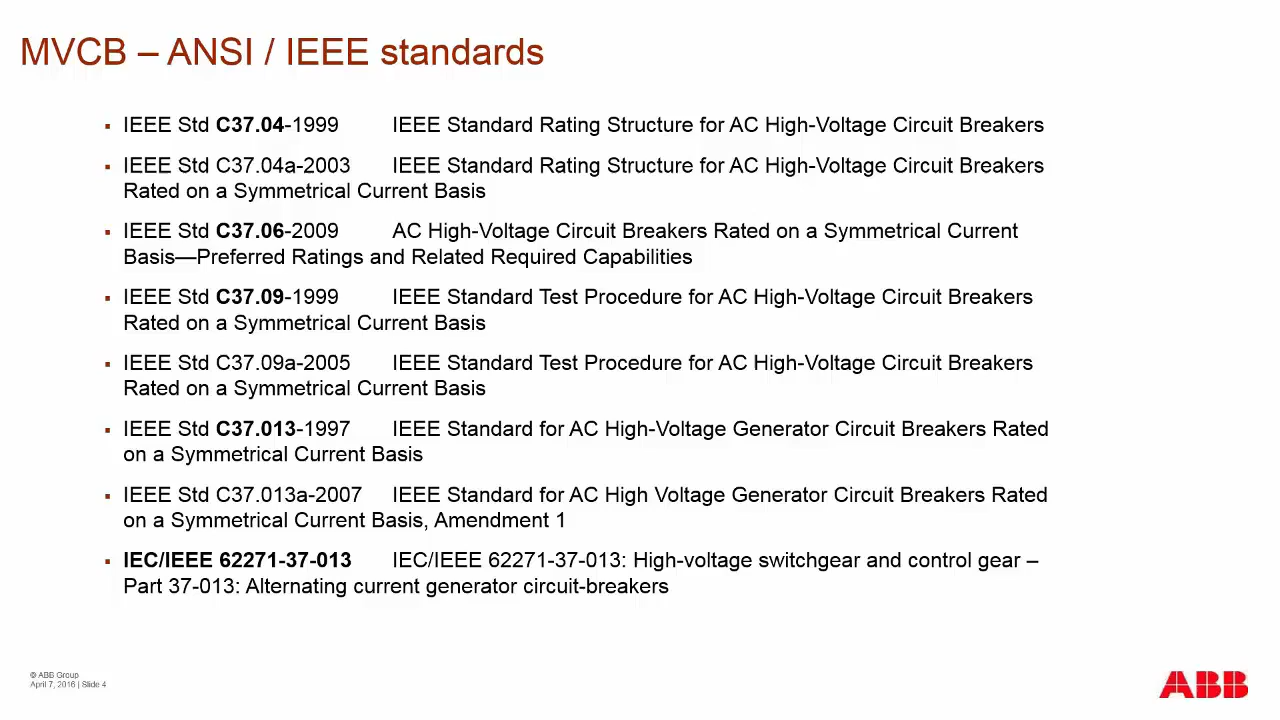 MVCB – ANSI / IEEE standards
▪ IEEE Std C37.04-1999 IEEE Standard Rating Structure for AC High-Voltage Circuit Breakers
▪ IEEE Std C37.04a-2003 IEEE Standard Rating Structure for AC High-Voltage Circuit Breakers
Rated on a Symmetrical Current Basis
▪ IEEE Std C37.06-2009 AC High-Voltage Circuit Breakers Rated on a Symmetrical Current
Basis—Preferred Ratings and Related Required Capabilities
▪ IEEE Std C37.09-1999 IEEE Standard Test Procedure for AC High-Voltage Circuit Breakers
Rated on a Symmetrical Current Basis
▪ IEEE Std C37.09a-2005 IEEE Standard Test Procedure for AC High-Voltage Circuit Breakers
Rated on a Symmetrical Current Basis
▪ IEEE Std C37.013-1997 IEEE Standard for AC High-Voltage Generator Circuit Breakers Rated
on a Symmetrical Current Basis
▪ IEEE Std C37.013a-2007 IEEE Standard for AC High Voltage Generator Circuit Breakers Rated
on a Symmetrical Current Basis, Amendment 1
▪ IEC/IEEE 62271-37-013 IEC/IEEE 62271-37-013: High-voltage switchgear and control gear –
Part 37-013: Alternating current generator circuit-breakers
© ABB Group
April 7, 2016 | Slide 4
ABB